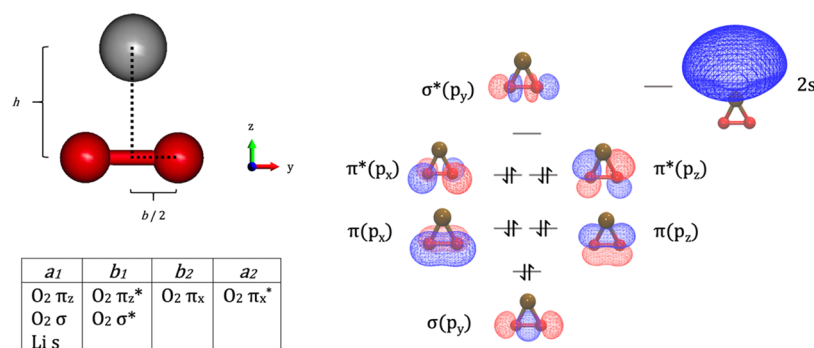 h
z
y
b / 2
a1 b1 b2 a2
O2 πz O2 πz* O2 πx O2 πx*
O2 σ O2 σ*
Li s
σ*(py)
2s
π*(px) π*(pz)
π(px) π(pz)
σ(py)